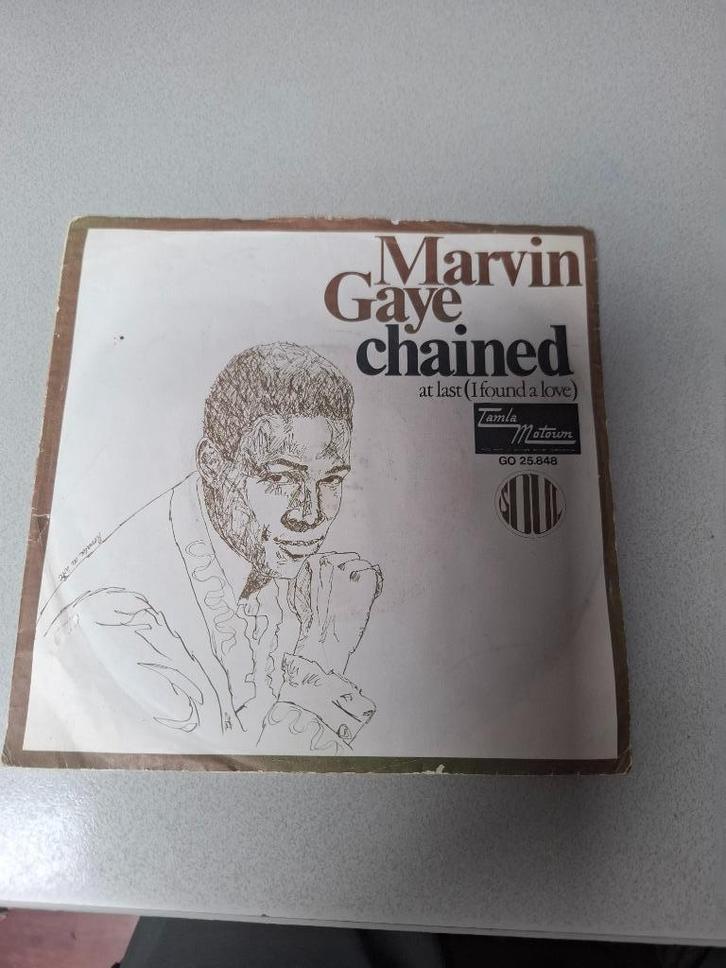 Marvin
Gaye
chained
at last (I found a love)
Tamla
Motown
GO 25.848
SOUL